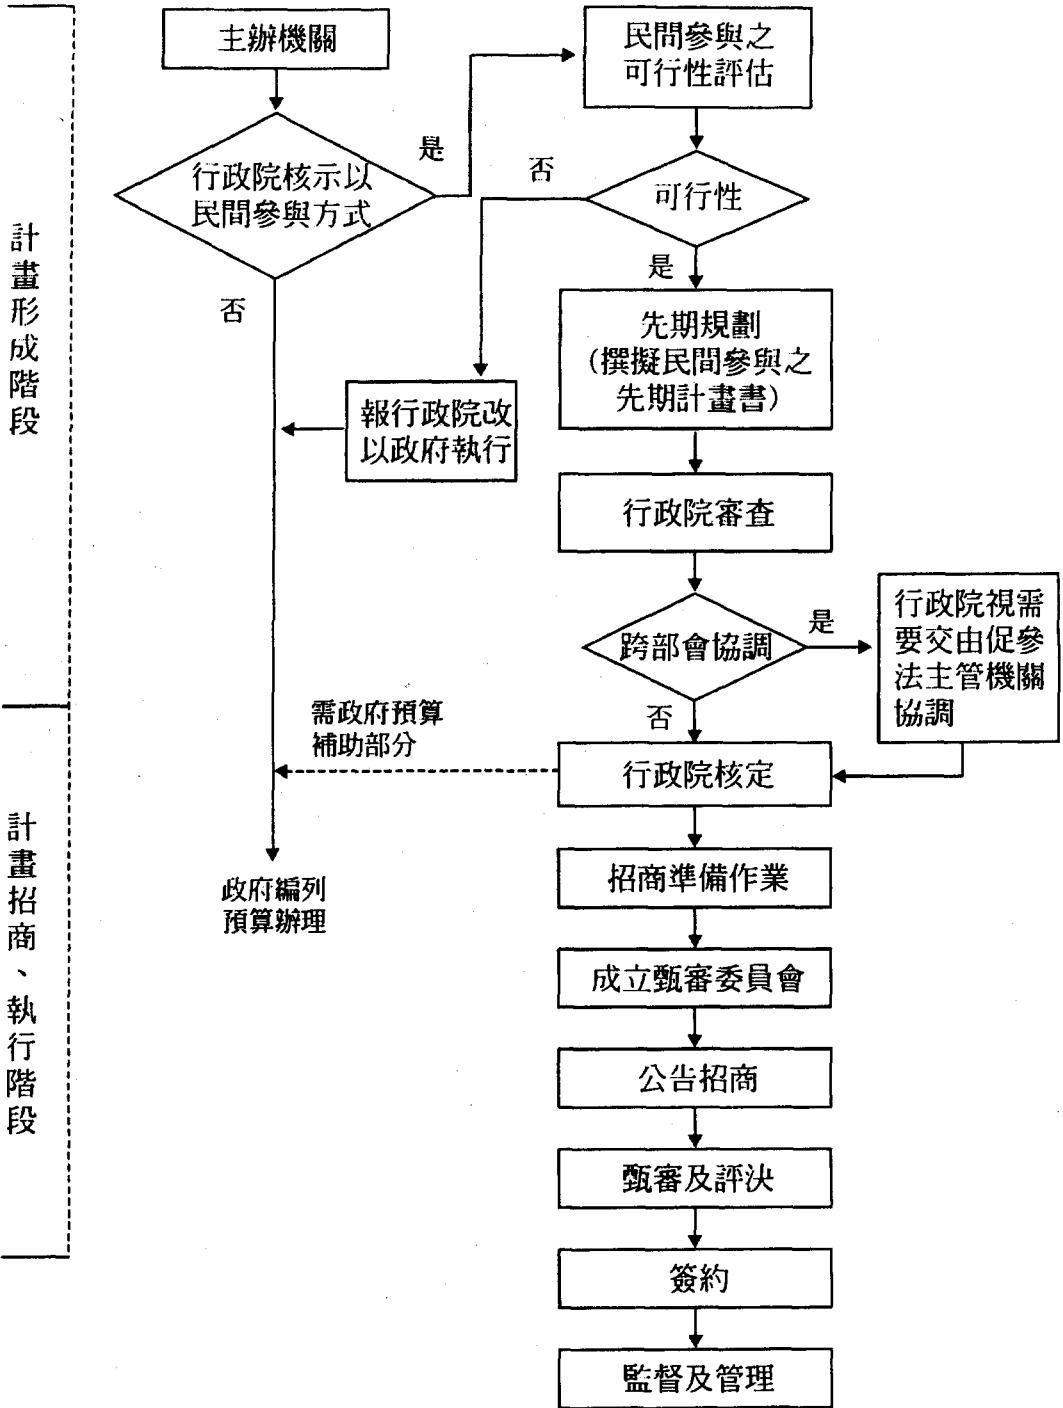 主辦機關
民間參與之
可行性評估
行政院核示以
民間參與方式
是
否
可行性
否
是
先期規劃
(撰擬民間參與之
先期計畫書)
報行政院改
以政府執行
行政院審查
跨部會協調
是
行政院視需
要交由促參
法主管機關
協調
否
需政府預算
補助部分
行政院核定
政府編列
預算辦理
招商準備作業
成立甄審委員會
公告招商
甄審及評決
簽約
監督及管理
計畫形成階段
計畫招商、執行階段